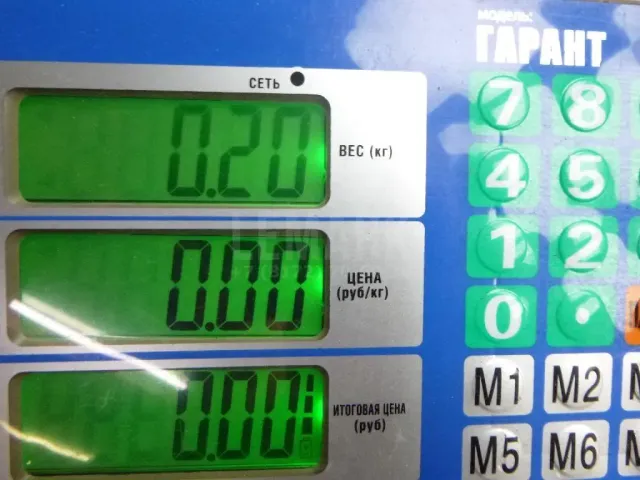 модель:
ГАРАНТ
СЕТЬ
0.20
ВЕС (кг)
0.00
ЦЕНА
(руб/кг)
0.00
ИТОГОВАЯ ЦЕНА
(руб)
7 8
4 5
1 2
0 .
M1 M2
M5 M6